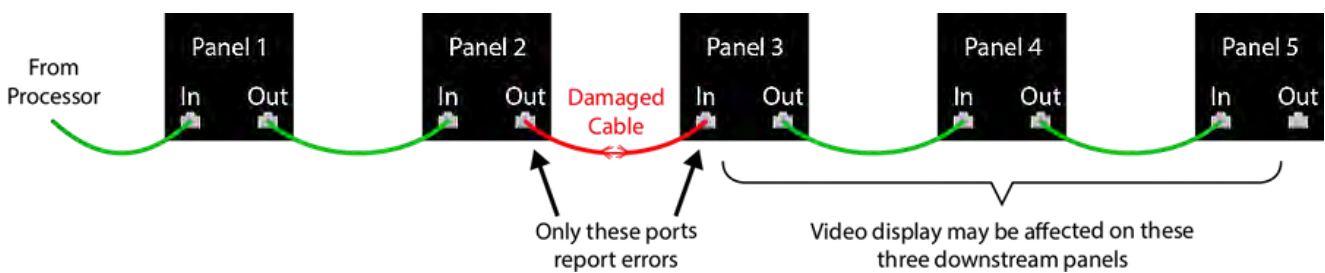 Panel 1
Panel 2
Panel 3
Panel 4
Panel 5
From
Processor
In
Out
In
Out
Damaged
Cable
In
Out
In
Out
In
Out
Only these ports
report errors
Video display may be affected on these
three downstream panels